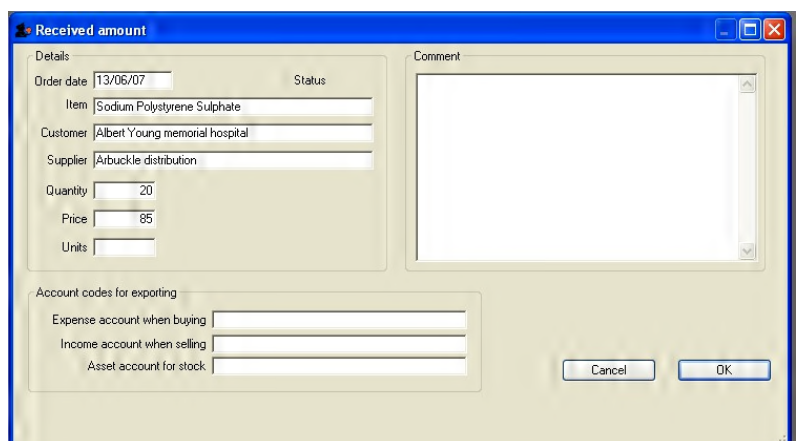 Received amount
Details
Order date 13/06/07 Status
Item Sodium Polystyrene Sulphate
Customer Albert Young memorial hospital
Supplier Arbuckle distribution
Quantity 20
Price 85
Units
Comment
Account codes for exporting
Expense account when buying
Income account when selling
Asset account for stock
Cancel OK